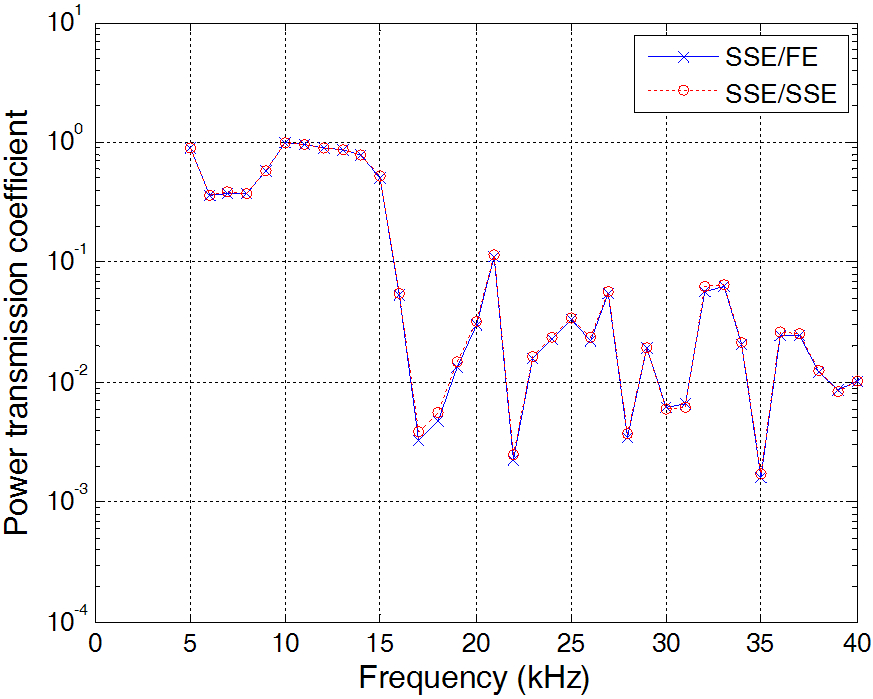 10^1
10^0
10^-1
10^-2
10^-3
10^-4
Power transmission coefficient
SSE/FE
SSE/SSE
0 5 10 15 20 25 30 35 40
Frequency (kHz)